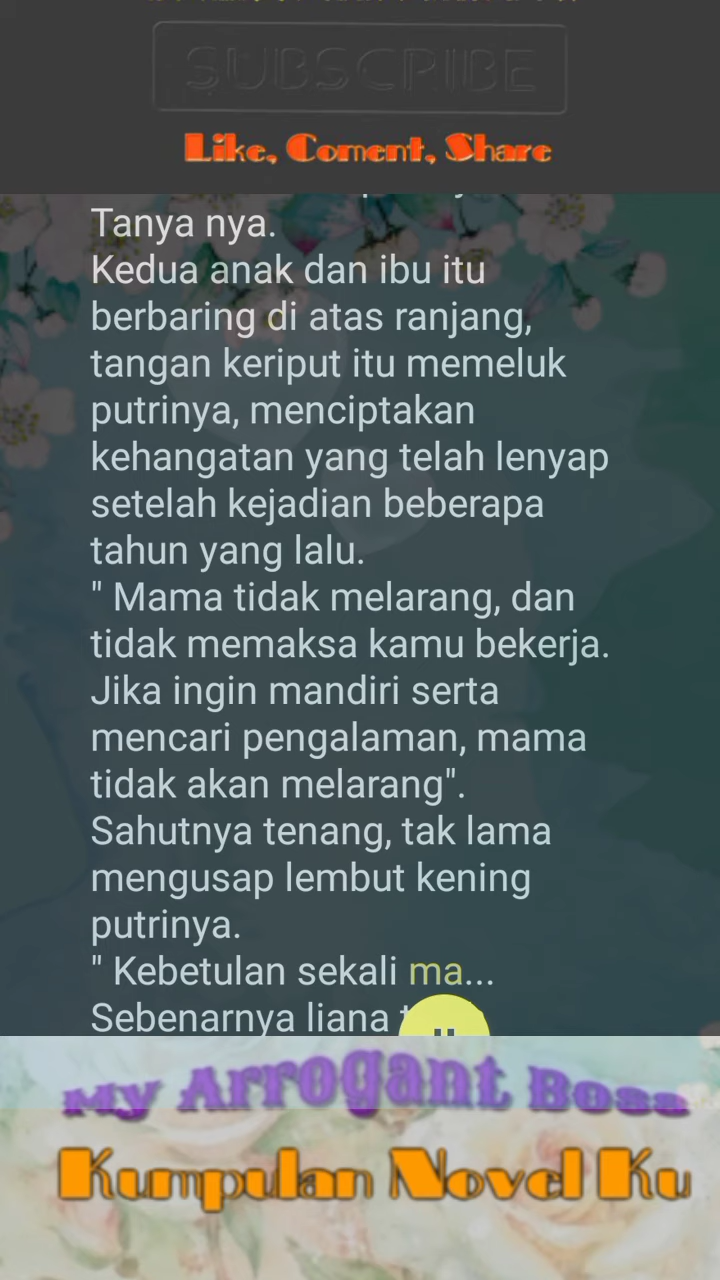 SUBSCRIBE
Like, Coment, Share
Tanya nya.
Kedua anak dan ibu itu
berbaring di atas ranjang,
tangan keriput itu memeluk
putrinya, menciptakan
kehangatan yang telah lenyap
setelah kejadian beberapa
tahun yang lalu.
" Mama tidak melarang, dan
tidak memaksa kamu bekerja.
Jika ingin mandiri serta
mencari pengalaman, mama
tidak akan melarang".
Sahutnya tenang, tak lama
mengusap lembut kening
putrinya.
" Kebetulan sekali ma...
Sebenarnya liana
My Arrogant Boss
Kumpulan Novel Ku